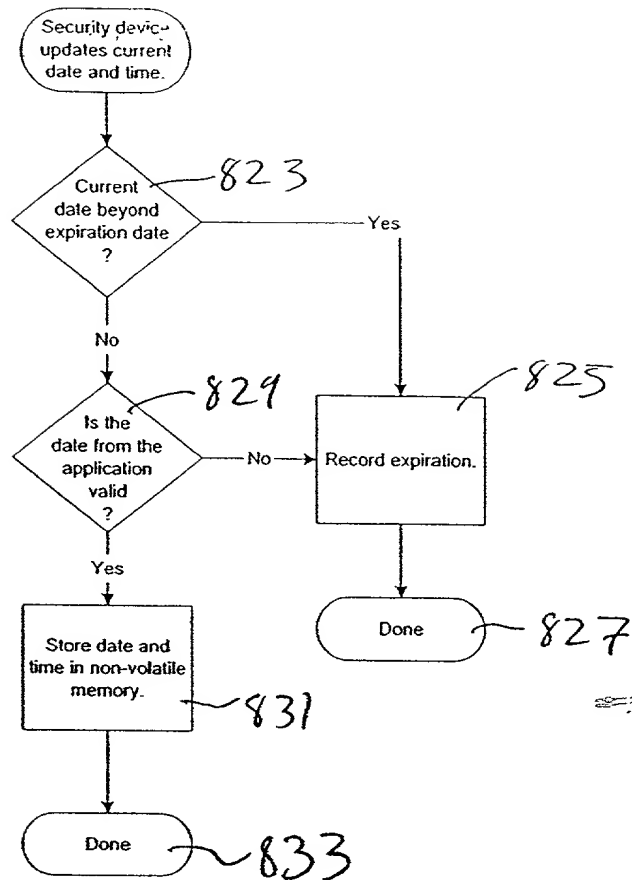 Security device
updates current
date and time.
823
Current
date beyond
expiration date
?
Yes
No
829
Is the
date from the
application
valid
?
No
825
Record expiration.
Yes
Done
827
Store date and
time in non-volatile
memory.
831
Done
833